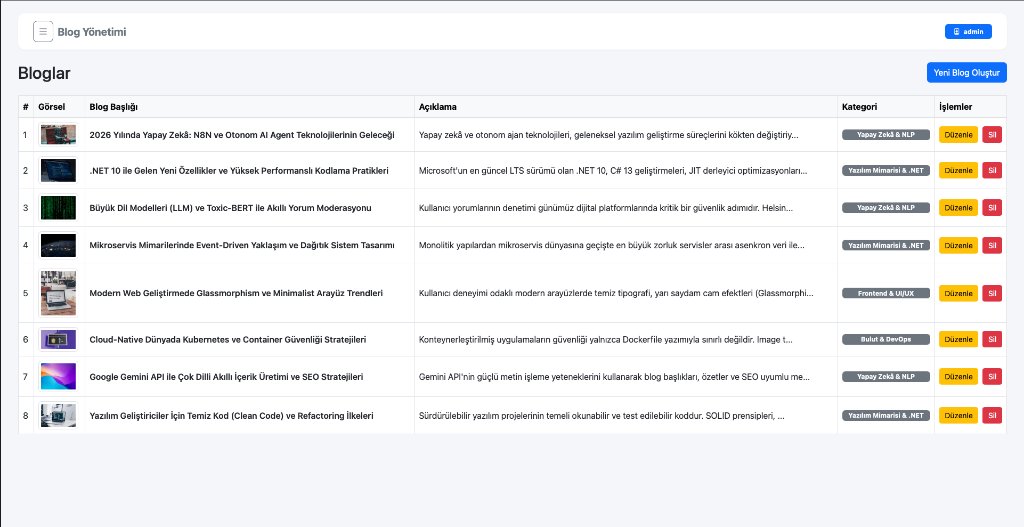 ☰ Blog Yönetimi
admin
Bloglar
Yeni Blog Oluştur
# Görsel Blog Başlığı Açıklama Kategori İşlemler
1 2026 Yılında Yapay Zekâ: N8N ve Otonom AI Agent Teknolojilerinin Geleceği Yapay zekâ ve otonom ajan teknolojileri, geleneksel yazılım geliştirme süreçlerini kökten değiştiriy... Yapay Zekâ & NLP Düzenle Sil
2 .NET 10 ile Gelen Yeni Özellikler ve Yüksek Performanslı Kodlama Pratikleri Microsoft'un en güncel LTS sürümü olan .NET 10, C# 13 geliştirmeleri, JIT derleyici optimizasyonları... Yazılım Mimarisi & .NET Düzenle Sil
3 Büyük Dil Modelleri (LLM) ve Toxic-BERT ile Akıllı Yorum Moderasyonu Kullanıcı yorumlarının denetimi günümüz dijital platformlarında kritik bir güvenlik adımıdır. Helsin... Yapay Zekâ & NLP Düzenle Sil
4 Mikroservis Mimarilerinde Event-Driven Yaklaşım ve Dağıtık Sistem Tasarımı Monolitik yapılardan mikroservis dünyasına geçişte en büyük zorluk servisler arası asenkron veri ile... Yazılım Mimarisi & .NET Düzenle Sil
5 Modern Web Geliştirmede Glassmorphism ve Minimalist Arayüz Trendleri Kullanıcı deneyimi odaklı modern arayüzlerde temiz tipografi, yarı saydam cam efektleri (Glassmorphi... Frontend & UI/UX Düzenle Sil
6 Cloud-Native Dünyada Kubernetes ve Container Güvenliği Stratejileri Konteynerleştirilmiş uygulamaların güvenliği yalnızca Dockerfile yazımıyla sınırlı değildir. Image t... Bulut & DevOps Düzenle Sil
7 Google Gemini API ile Çok Dilli Akıllı İçerik Üretimi ve SEO Stratejileri Gemini API'nin güçlü metin işleme yeteneklerini kullanarak blog başlıkları, özetler ve SEO uyumlu me... Yapay Zekâ & NLP Düzenle Sil
8 Yazılım Geliştiriciler İçin Temiz Kod (Clean Code) ve Refactoring İlkeleri Sürdürülebilir yazılım projelerinin temeli okunabilir ve test edilebilir koddur. SOLID prensipleri, ... Yazılım Mimarisi & .NET Düzenle Sil